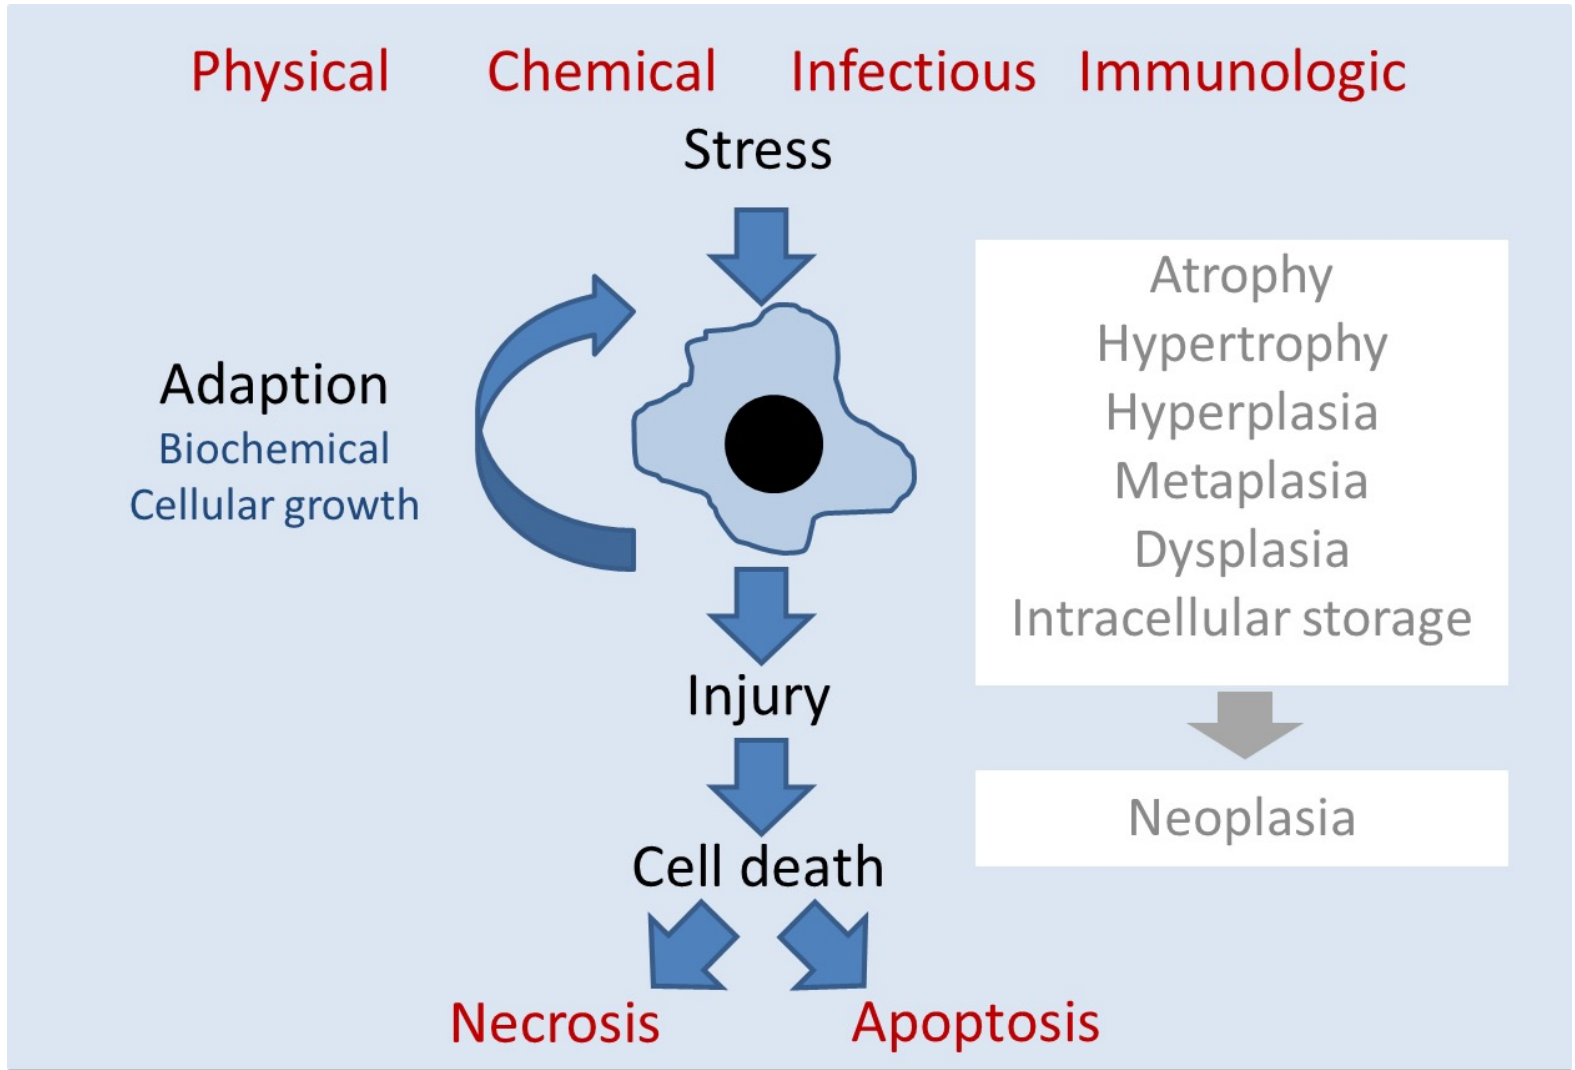 Physical Chemical Infectious Immunologic
Stress
Adaption
Biochemical
Cellular growth
Atrophy
Hypertrophy
Hyperplasia
Metaplasia
Dysplasia
Intracellular storage
Injury
Neoplasia
Cell death
Necrosis Apoptosis